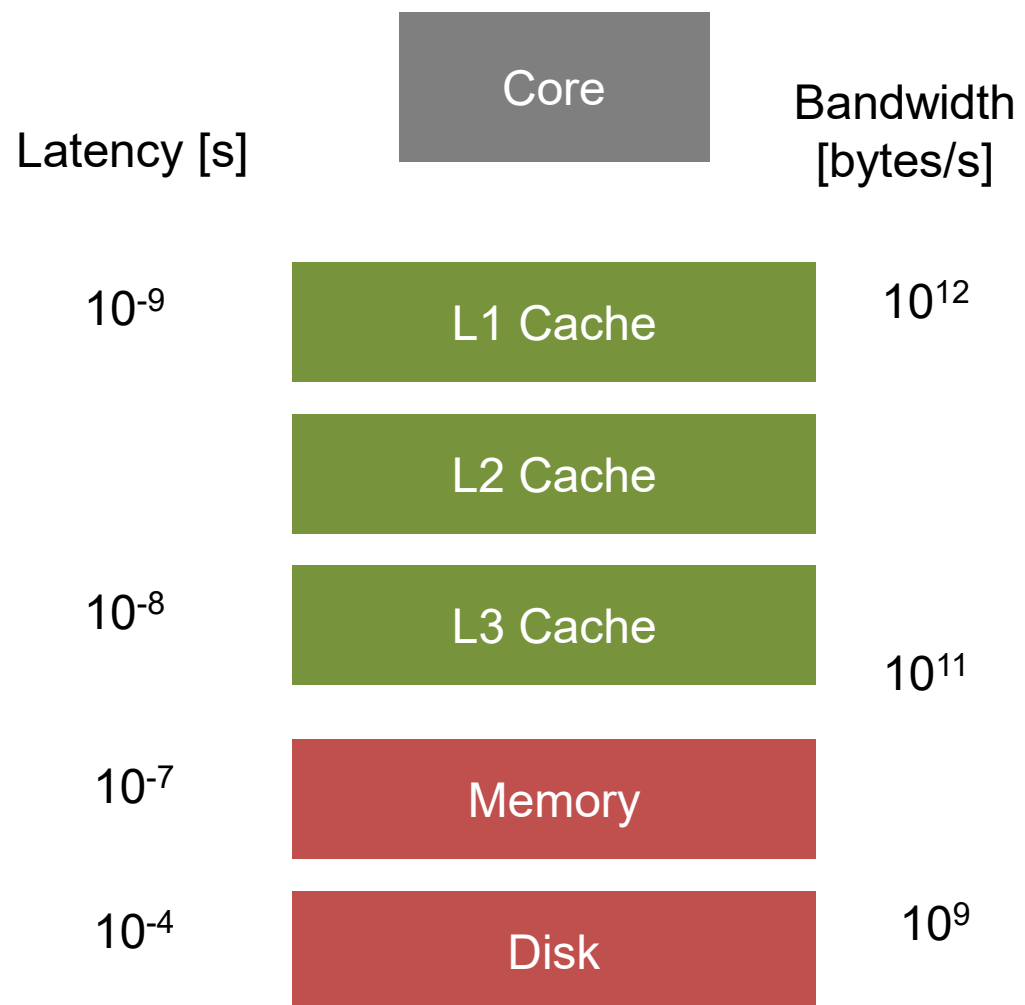 Core
Bandwidth
[bytes/s]
Latency [s]
10⁻⁹
L1 Cache
10¹²
L2 Cache
10⁻⁸
L3 Cache
10¹¹
10⁻⁷
Memory
10⁻⁴
Disk
10⁹